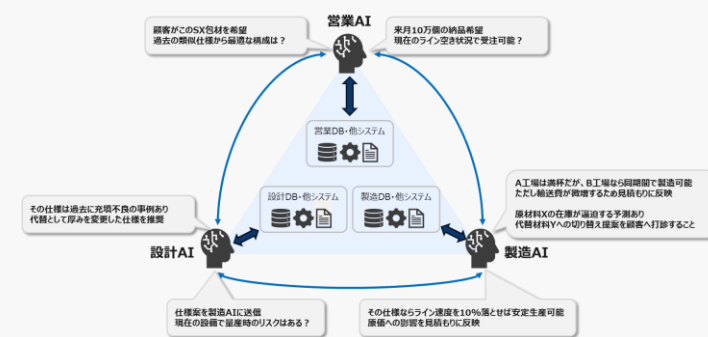 営業AI
顧客がこのSX包材を希望
過去の類似仕様から最適な構成は？
来月10万個の納品希望
現在のライン空き状況で受注可能？
営業DB・他システム
設計DB・他システム
製造DB・他システム
その仕様は過去に充填不良の事例あり
代替として厚みを変更した仕様を推奨
A工場は満杯だが、B工場なら同期間で製造可能
ただし輸送費が微増するため見積もりに反映
原材料Xの在庫が逼迫する予測あり
代替材料Yへの切り替え提案を顧客へ打診すること
設計AI
製造AI
仕様案を製造AIに送信
現在の設備で量産時のリスクはある？
その仕様ならライン速度を10%落とせば安定生産可能
原価への影響を見積もりに反映